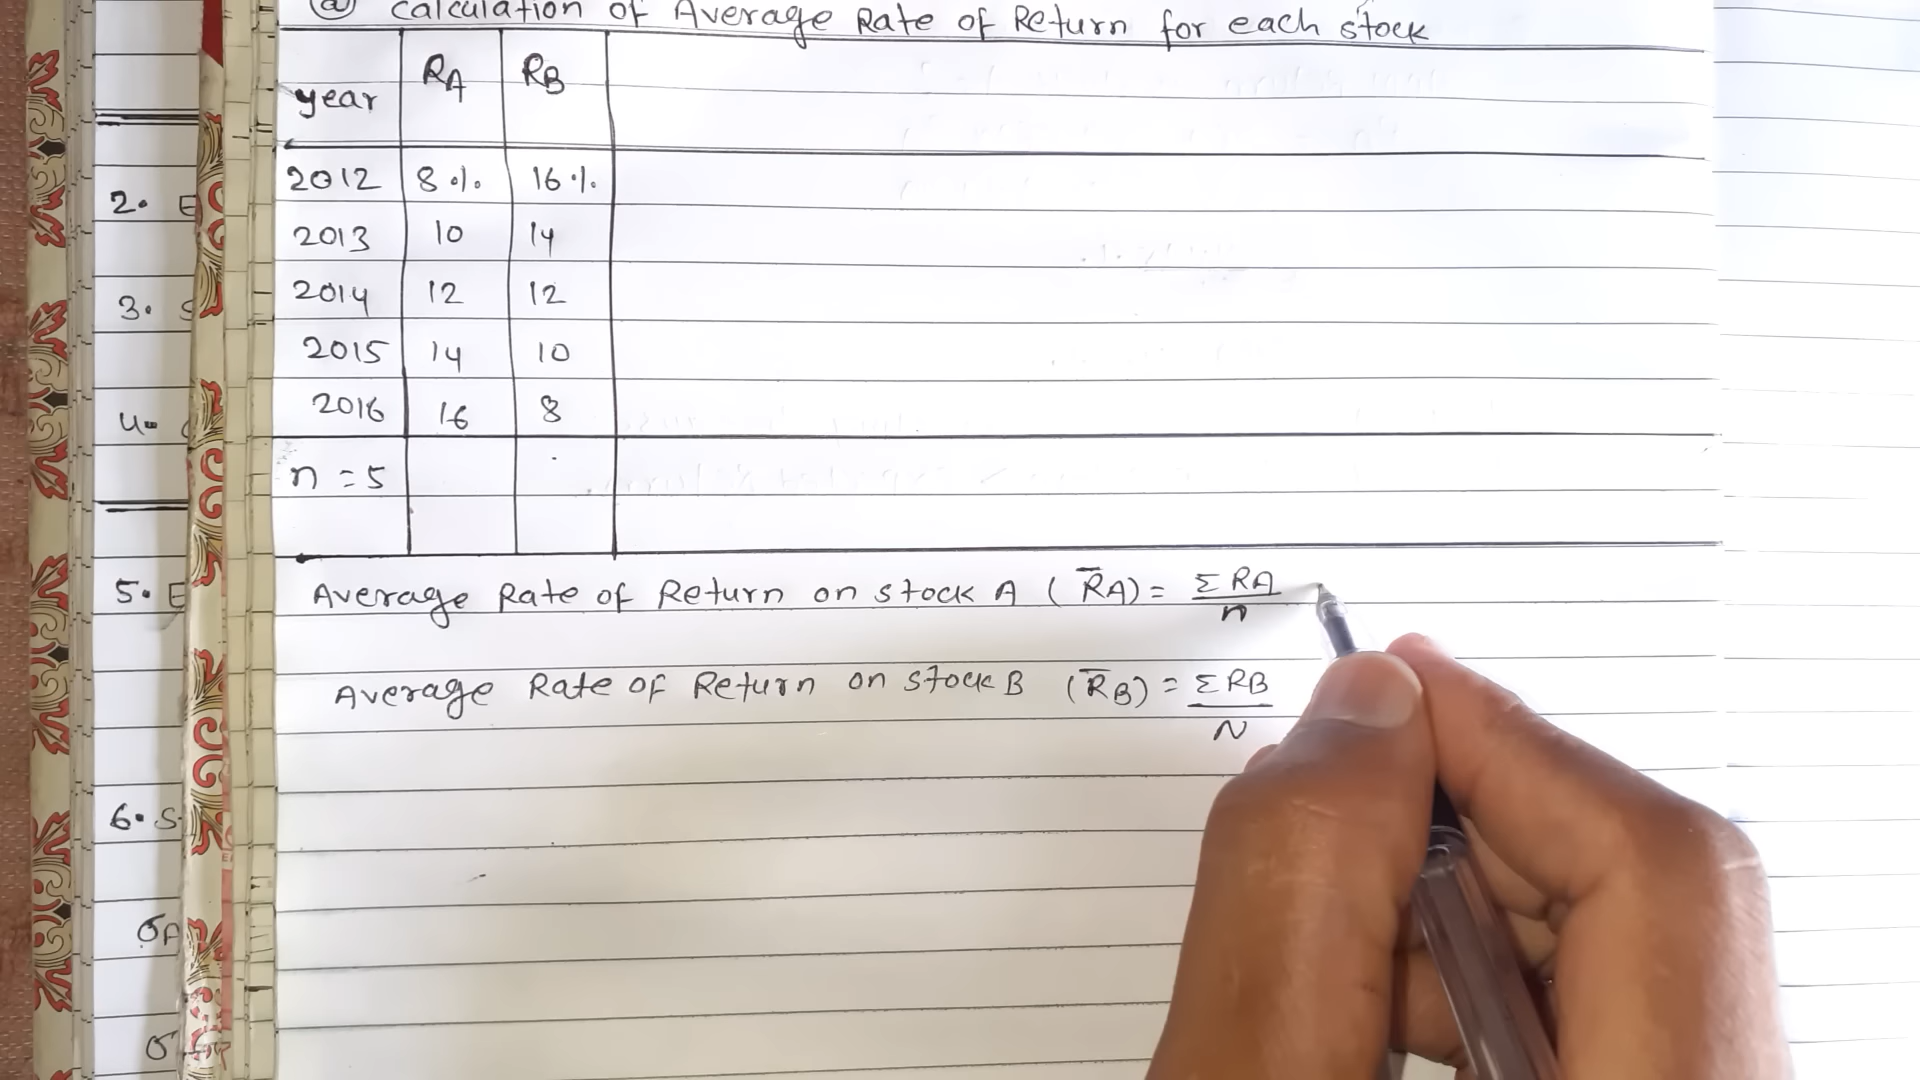 a Calculation of Average Rate of Return for each stock
year RA RB
2012 8% 16%
2013 10 14
2014 12 12
2015 14 10
2016 16 8
n = 5
Average Rate of Return on stock A ( R̅A) = ΣRA
n
Average Rate of Return on stock B (R̅B) = ΣRB
N
2. E
3. S
4.
5. E
6. S
σA
σ